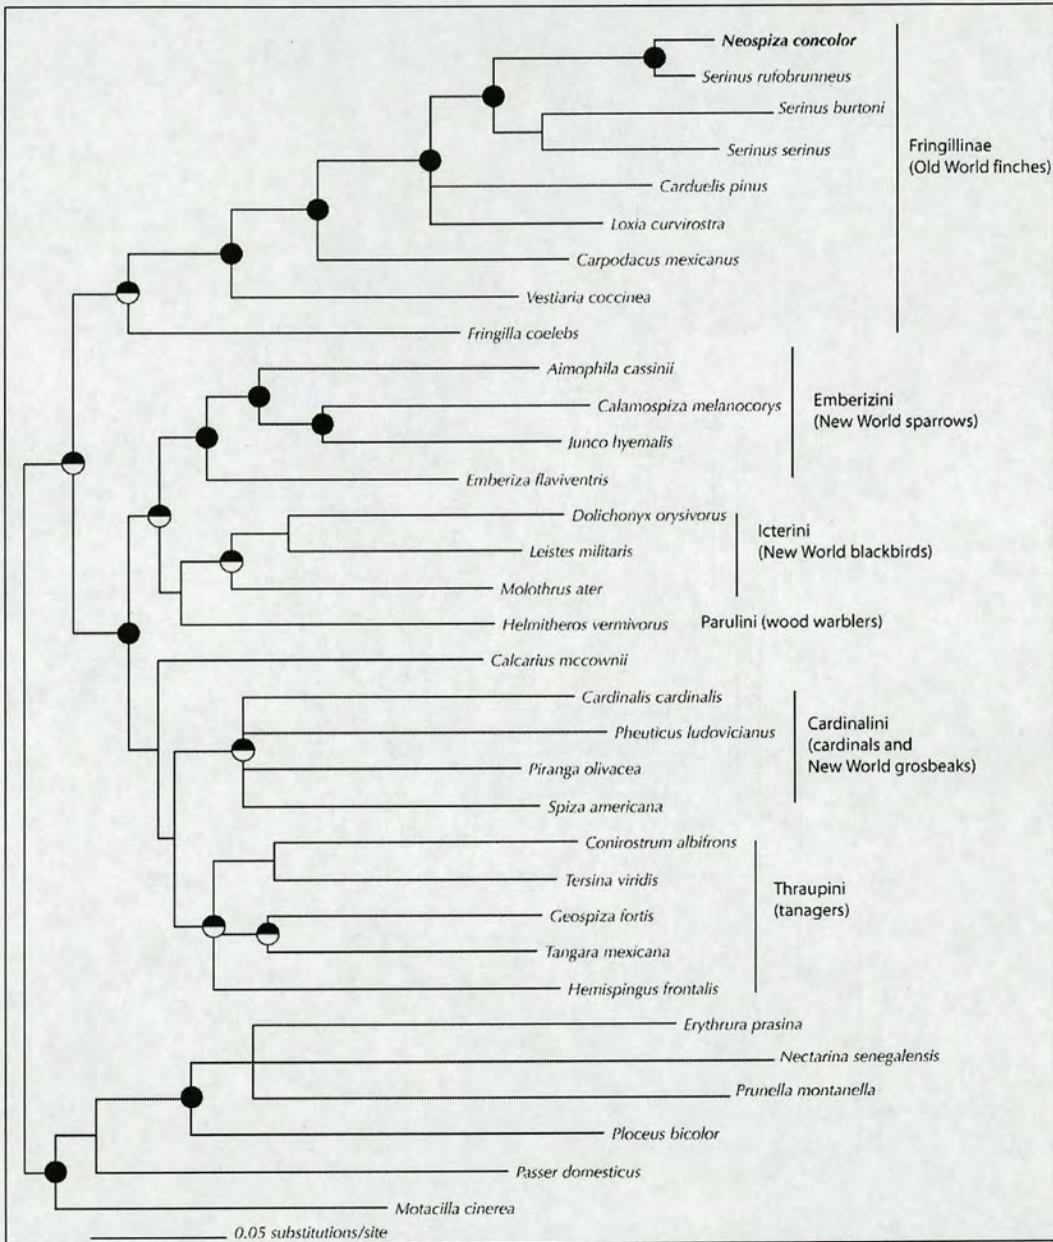 Neospiza concolor
Serinus rufobrunneus
Serinus burtoni
Serinus serinus
Carduelis pinus
Loxia curvirostra
Carpodacus mexicanus
Vestiaria coccinea
Fringilla coelebs
Fringillinae
(Old World finches)
Aimophila cassinii
Calamospiza melanocorys
Junco hyemalis
Emberiza flaviventris
Emberizini
(New World sparrows)
Dolichonyx orysivorus
Leistes militaris
Molothrus ater
Icterini
(New World blackbirds)
Helmitheros vermivorus
Parulini (wood warblers)
Calcarius mccownii
Cardinalis cardinalis
Pheuticus ludovicianus
Piranga olivacea
Spiza americana
Cardinalini
(cardinals and
New World grosbeaks)
Conirostrum albifrons
Tersina viridis
Geospiza fortis
Tangara mexicana
Hemispingus frontalis
Thraupini
(tanagers)
Erythrura prasina
Nectarina senegalensis
Prunella montanella
Ploceus bicolor
Passer domesticus
Motacilla cinerea
0.05 substitutions/site